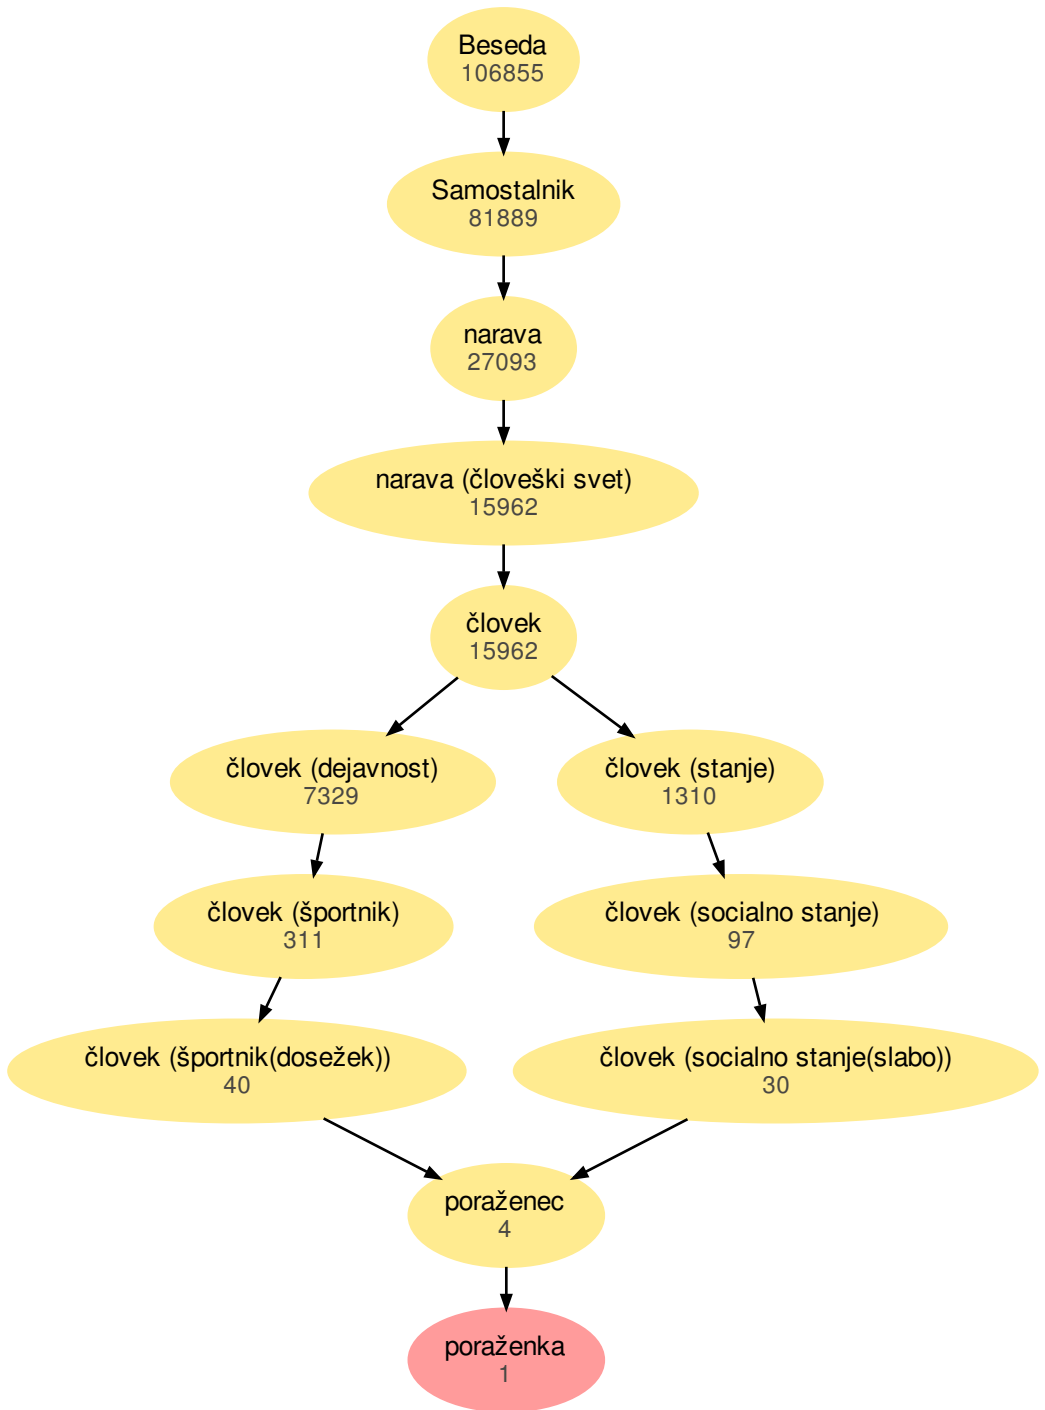 Beseda
106855
Samostalnik
81889
narava
27093
narava (človeški svet)
15962
človek
15962
človek (dejavnost)
7329
človek (stanje)
1310
človek (športnik)
311
človek (socialno stanje)
97
človek (športnik(dosežek))
40
človek (socialno stanje(slabo))
30
poraženec
4
poraženka
1